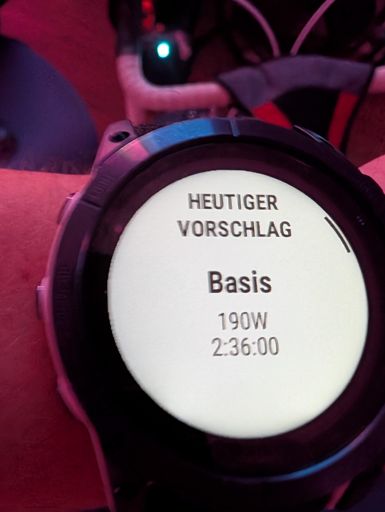 HEUTIGER
VORSCHLAG
Basis
190W
2:36:00